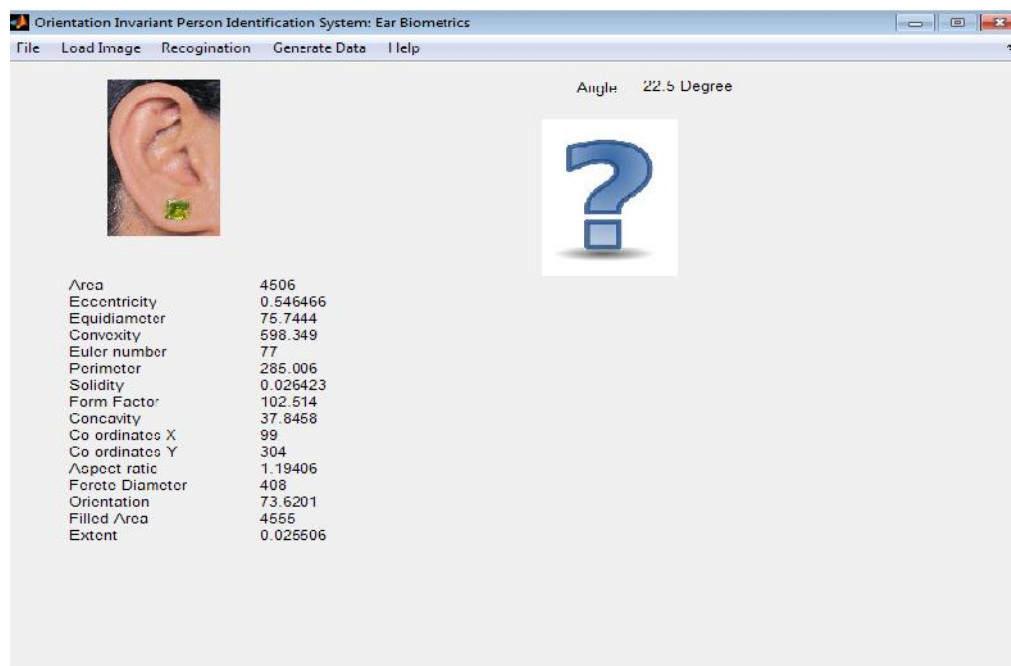 Orientation Invariant Person Identification System: Ear Biometrics
File Load Image Recogination Generate Data Help
Angle 22.5 Degree
Area 4506
Eccentricity 0.546466
Equidiameter 75.7444
Convexity 598.349
Euler number 77
Perimeter 285.006
Solidity 0.026423
Form Factor 102.514
Concavity 37.8458
Co ordinates X 99
Co ordinates Y 304
Aspect ratio 1.19406
Ferete Diameter 408
Orientation 73.6201
Filled Area 4555
Extent 0.025506